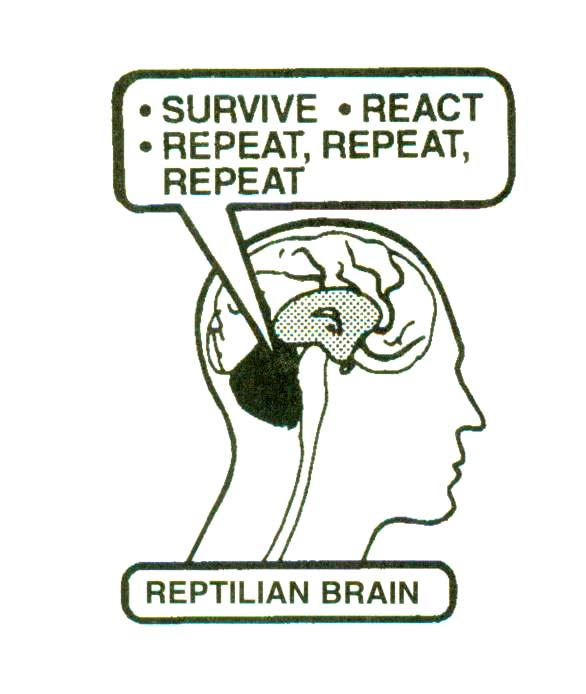 • SURVIVE • REACT
• REPEAT, REPEAT,
REPEAT
REPTILIAN BRAIN